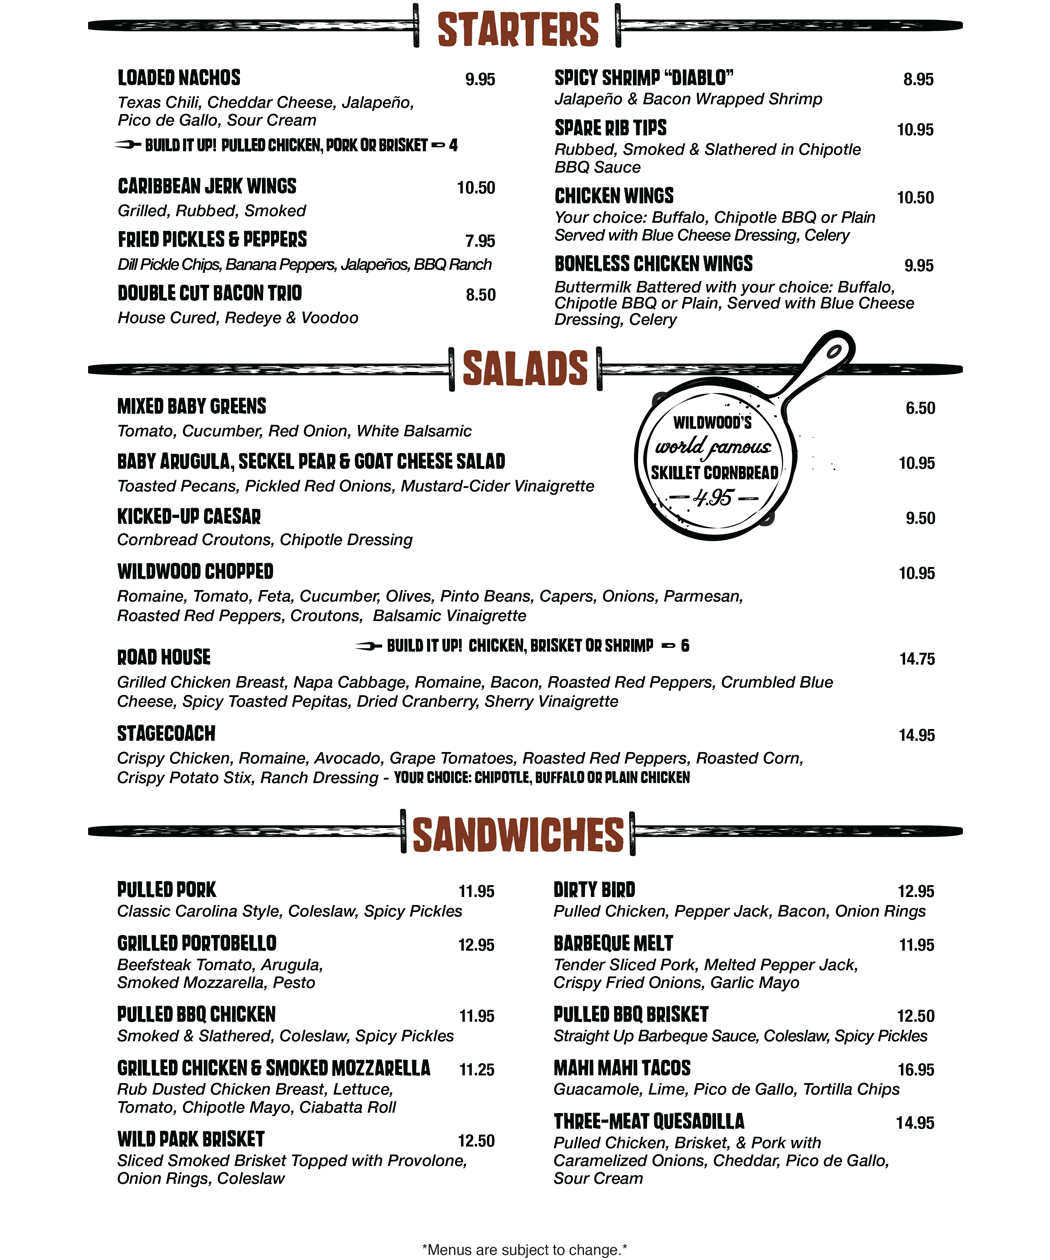 STARTERS
LOADED NACHOS 9.95
Texas Chili, Cheddar Cheese, Jalapeño,
Pico de Gallo, Sour Cream
BUILD IT UP! PULLED CHICKEN, PORK OR BRISKET 4
CARIBBEAN JERK WINGS 10.50
Grilled, Rubbed, Smoked
FRIED PICKLES & PEPPERS 7.95
Dill Pickle Chips, Banana Peppers, Jalapeños, BBQ Ranch
DOUBLE CUT BACON TRIO 8.50
House Cured, Redeye & Voodoo
SPICY SHRIMP “DIABLO” 8.95
Jalapeño & Bacon Wrapped Shrimp
SPARE RIB TIPS 10.95
Rubbed, Smoked & Slathered in Chipotle
BBQ Sauce
CHICKEN WINGS 10.50
Your choice: Buffalo, Chipotle BBQ or Plain
Served with Blue Cheese Dressing, Celery
BONELESS CHICKEN WINGS 9.95
Buttermilk Battered with your choice: Buffalo,
Chipotle BBQ or Plain, Served with Blue Cheese
Dressing, Celery
SALADS
MIXED BABY GREENS 6.50
Tomato, Cucumber, Red Onion, White Balsamic
BABY ARUGULA, SECKEL PEAR & GOAT CHEESE SALAD 10.95
Toasted Pecans, Pickled Red Onions, Mustard-Cider Vinaigrette
KICKED-UP CAESAR 9.50
Cornbread Croutons, Chipotle Dressing
WILDWOOD'S
world famous
SKILLET CORNBREAD
— 4.95 —
WILDWOOD CHOPPED 10.95
Romaine, Tomato, Feta, Cucumber, Olives, Pinto Beans, Capers, Onions, Parmesan,
Roasted Red Peppers, Croutons, Balsamic Vinaigrette
BUILD IT UP! CHICKEN, BRISKET OR SHRIMP 6
ROAD HOUSE 14.75
Grilled Chicken Breast, Napa Cabbage, Romaine, Bacon, Roasted Red Peppers, Crumbled Blue
Cheese, Spicy Toasted Pepitas, Dried Cranberry, Sherry Vinaigrette
STAGECOACH 14.95
Crispy Chicken, Romaine, Avocado, Grape Tomatoes, Roasted Red Peppers, Roasted Corn,
Crispy Potato Stix, Ranch Dressing - YOUR CHOICE: CHIPOTLE, BUFFALO OR PLAIN CHICKEN
SANDWICHES
PULLED PORK 11.95
Classic Carolina Style, Coleslaw, Spicy Pickles
GRILLED PORTOBELLO 12.95
Beefsteak Tomato, Arugula,
Smoked Mozzarella, Pesto
PULLED BBQ CHICKEN 11.95
Smoked & Slathered, Coleslaw, Spicy Pickles
GRILLED CHICKEN & SMOKED MOZZARELLA 11.25
Rub Dusted Chicken Breast, Lettuce,
Tomato, Chipotle Mayo, Ciabatta Roll
WILD PARK BRISKET 12.50
Sliced Smoked Brisket Topped with Provolone,
Onion Rings, Coleslaw
DIRTY BIRD 12.95
Pulled Chicken, Pepper Jack, Bacon, Onion Rings
BARBEQUE MELT 11.95
Tender Sliced Pork, Melted Pepper Jack,
Crispy Fried Onions, Garlic Mayo
PULLED BBQ BRISKET 12.50
Straight Up Barbeque Sauce, Coleslaw, Spicy Pickles
MAHI MAHI TACOS 16.95
Guacamole, Lime, Pico de Gallo, Tortilla Chips
THREE-MEAT QUESADILLA 14.95
Pulled Chicken, Brisket, & Pork with
Caramelized Onions, Cheddar, Pico de Gallo,
Sour Cream
*Menus are subject to change.*